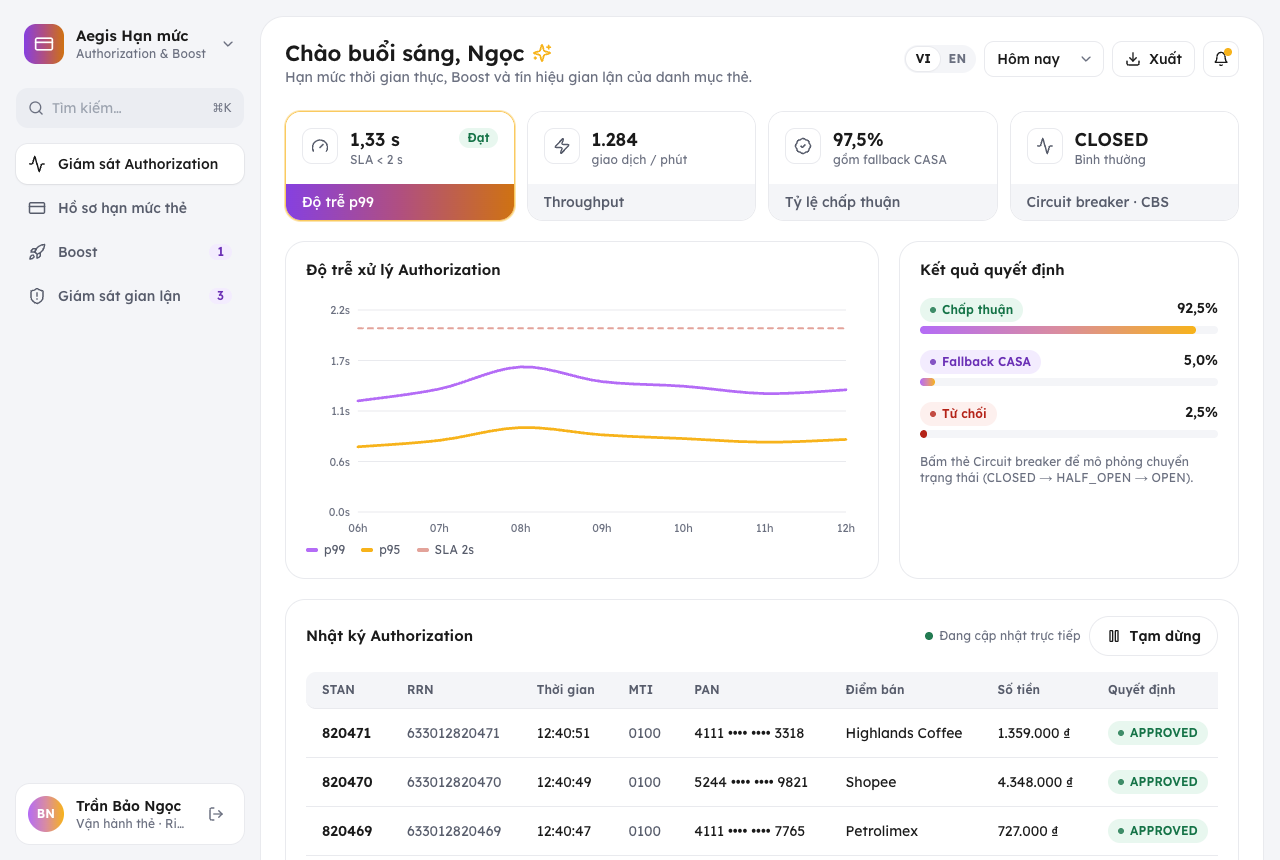 Aegis Hạn mức
Authorization & Boost
Tìm kiếm...
⌘K
Giám sát Authorization
Hồ sơ hạn mức thẻ
Boost
1
Giám sát gian lận
3
BN
Trần Bảo Ngọc
Vận hành thẻ · Ri...
Chào buổi sáng, Ngọc
Hạn mức thời gian thực, Boost và tín hiệu gian lận của danh mục thẻ.
VI EN
Hôm nay
Xuất
1,33 s
SLA < 2 s
Đạt
Độ trễ p99
1.284
giao dịch / phút
Throughput
97,5%
gồm fallback CASA
Tỷ lệ chấp thuận
CLOSED
Bình thường
Circuit breaker · CBS
Độ trễ xử lý Authorization
2.2s
1.7s
1.1s
0.6s
0.0s
06h 07h 08h 09h 10h 11h 12h
p99 p95 SLA 2s
Kết quả quyết định
Chấp thuận 92,5%
Fallback CASA 5,0%
Từ chối 2,5%
Bấm thẻ Circuit breaker để mô phỏng chuyển
trạng thái (CLOSED → HALF_OPEN → OPEN).
Nhật ký Authorization
Đang cập nhật trực tiếp
Tạm dừng
STAN RRN Thời gian MTI PAN Điểm bán Số tiền Quyết định
820471 633012820471 12:40:51 0100 4111 •••• •••• 3318 Highlands Coffee 1.359.000 ₫ APPROVED
820470 633012820470 12:40:49 0100 5244 •••• •••• 9821 Shopee 4.348.000 ₫ APPROVED
820469 633012820469 12:40:47 0100 4111 •••• •••• 7765 Petrolimex 727.000 ₫ APPROVED